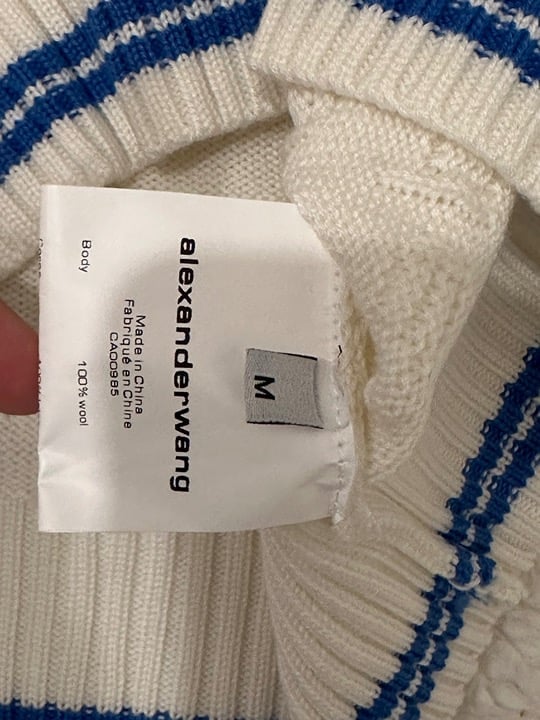 M
alexanderwang
Made in China
Fabriqué en Chine
CA00985
Body 100% wool